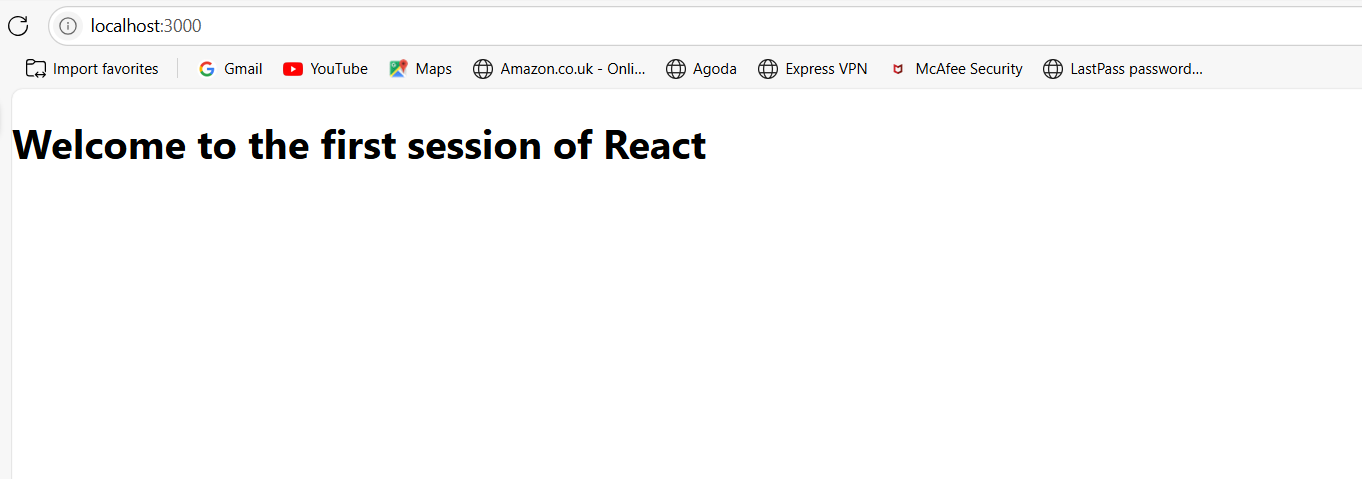 localhost:3000
Import favorites Gmail YouTube Maps Amazon.co.uk - Onli... Agoda Express VPN McAfee Security LastPass password...
Welcome to the first session of React